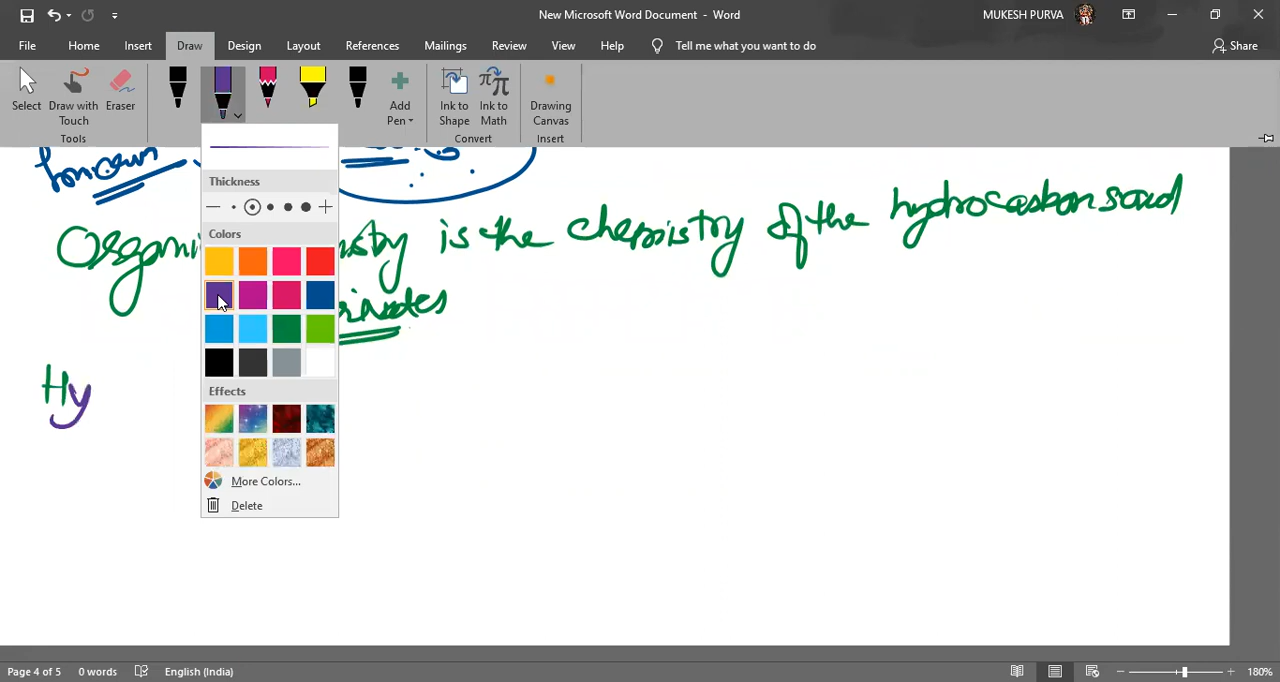 New Microsoft Word Document - Word
MUKESH PURVA
File Home Insert Draw Design Layout References Mailings Review View Help Tell me what you want to do Share
Select Draw with Touch Eraser Add Pen Ink to Shape Ink to Math Drawing Canvas
Tools Convert Insert
known
Thickness
is the chemistry of the hydrocarbons and
Colors
Hy
Effects
More Colors...
Delete
Page 4 of 5 0 words English (India) 180%